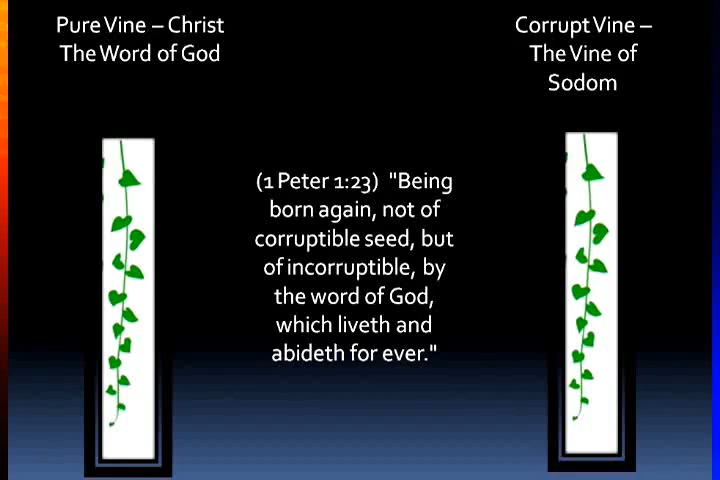 Pure Vine – Christ
The Word of God
Corrupt Vine –
The Vine of
Sodom
(1 Peter 1:23) "Being
born again, not of
corruptible seed, but
of incorruptible, by
the word of God,
which liveth and
abideth for ever."